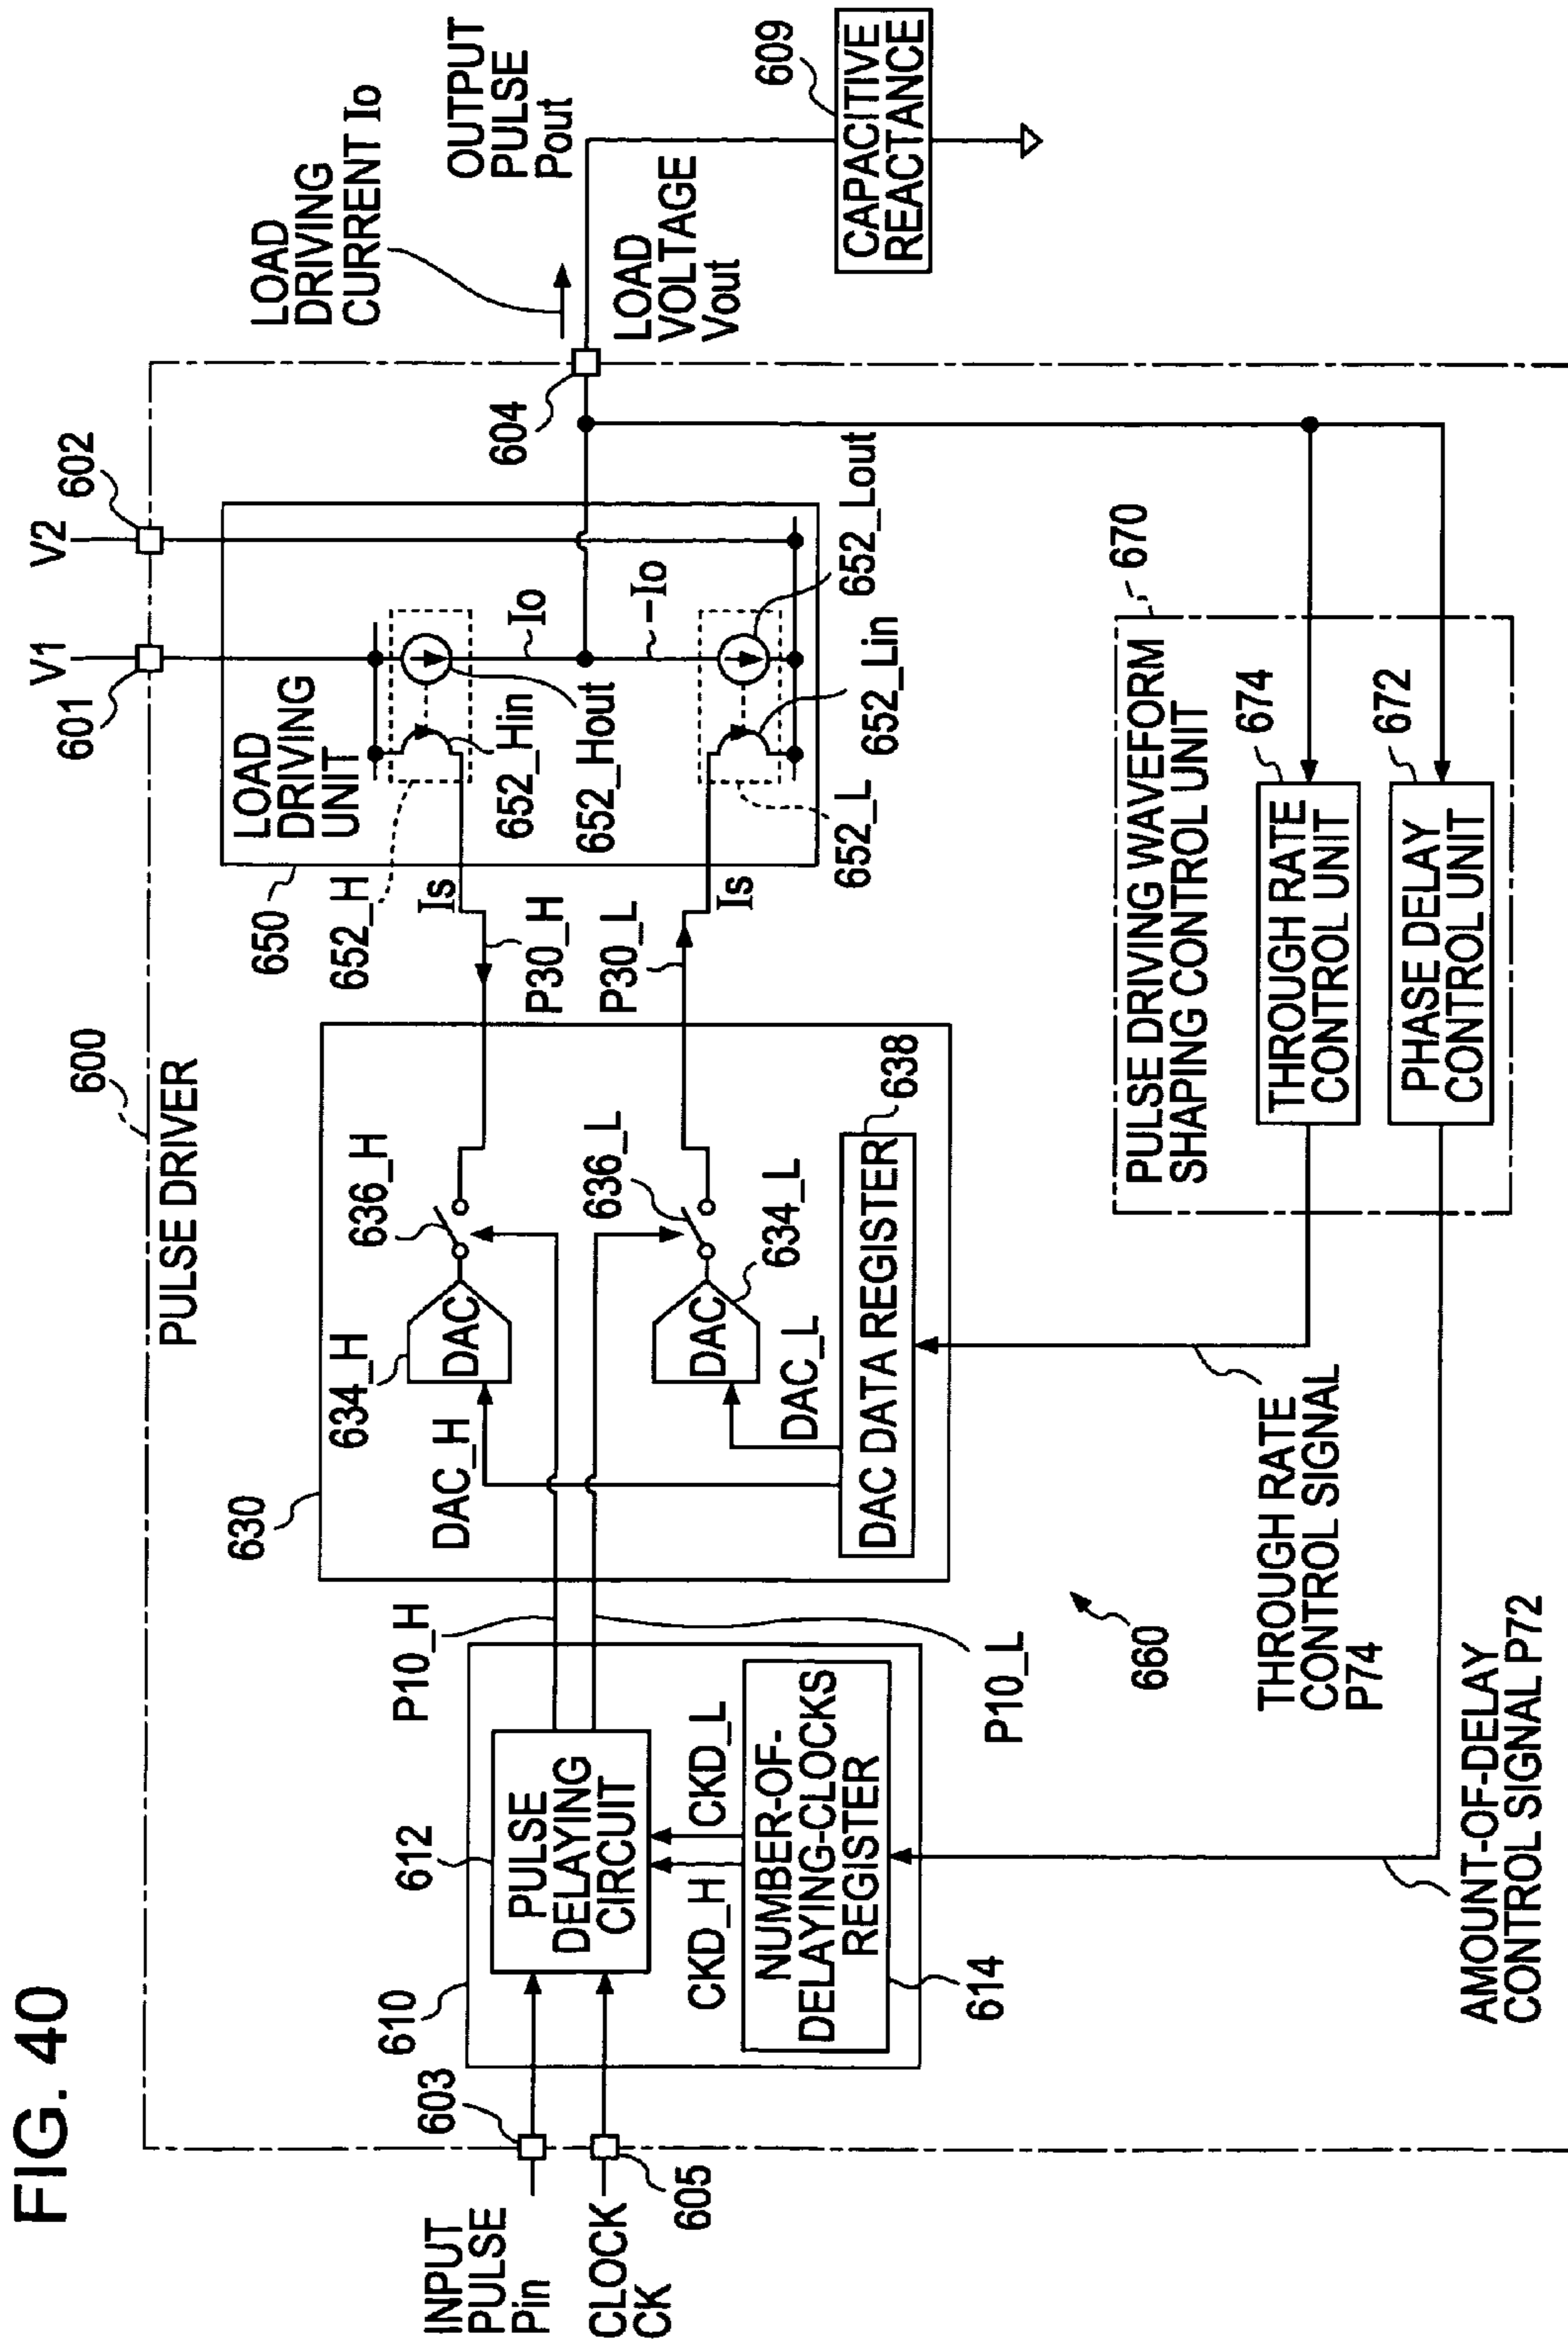 FIG. 40
600
PULSE DRIVER
601
V1
602
V2
INPUT
PULSE
Pin
603
CLOCK
CK
605
610
612
PULSE
DELAYING
CIRCUIT
CKD_H
CKD_L
NUMBER-OF-
DELAYING-CLOCKS
REGISTER
614
P10_H
P10_L
630
634_H
DAC
636_H
DAC_H
636_L
DAC
634_L
DAC_L
DAC DATA REGISTER
638
660
650
LOAD
DRIVING
UNIT
652_H
Is
P30_H
P30_L
Is
652_Hin
652_Hout
Io
-Io
652_L
652_Lin
652_Lout
604
LOAD
DRIVING
CURRENT Io
OUTPUT
PULSE
Pout
LOAD
VOLTAGE
Vout
609
CAPACITIVE
REACTANCE
670
PULSE DRIVING WAVEFORM
SHAPING CONTROL UNIT
674
THROUGH RATE
CONTROL UNIT
672
PHASE DELAY
CONTROL UNIT
THROUGH RATE
CONTROL SIGNAL
P74
AMOUNT-OF-DELAY
CONTROL SIGNAL P72